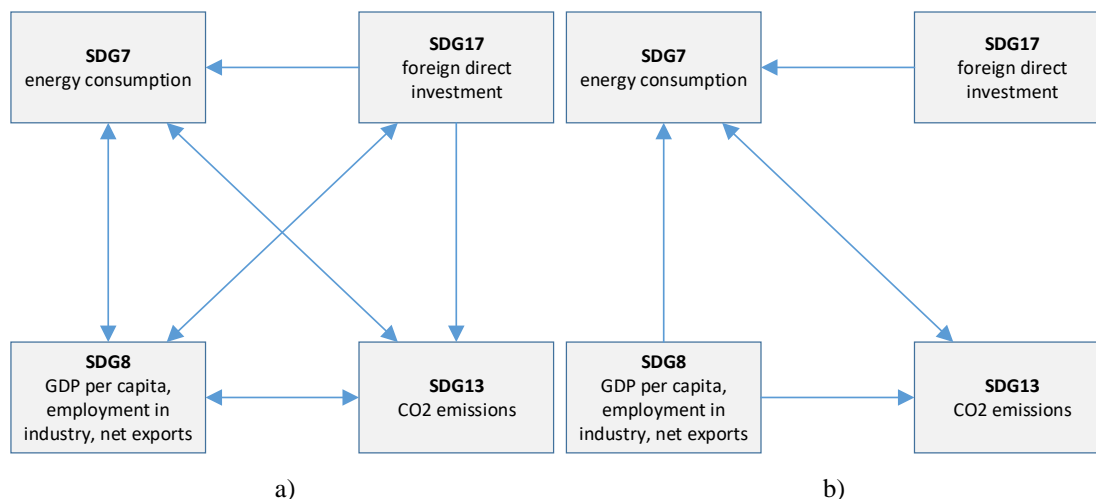 SDG7
energy consumption
SDG17
foreign direct
investment
SDG8
GDP per capita,
employment in
industry, net exports
SDG13
CO2 emissions
a)
SDG7
energy consumption
SDG17
foreign direct
investment
SDG8
GDP per capita,
employment in
industry, net exports
SDG13
CO2 emissions
b)